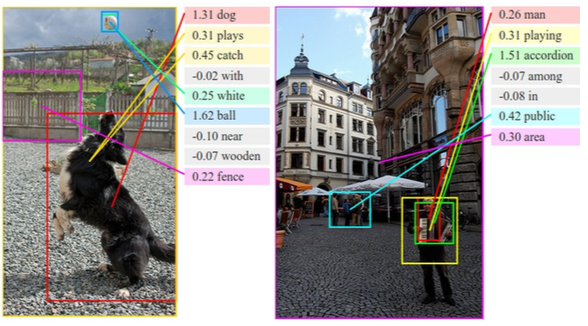 1.31 dog
0.31 plays
0.45 catch
-0.02 with
0.25 white
1.62 ball
-0.10 near
-0.07 wooden
0.22 fence
0.26 man
0.31 playing
1.51 accordion
-0.07 among
-0.08 in
0.42 public
0.30 area